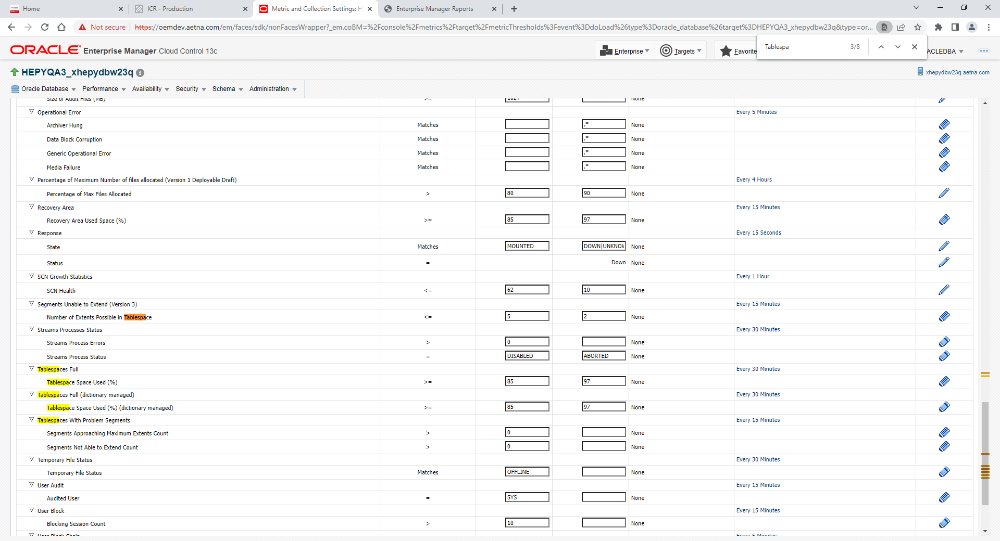 Home
ICR - Production
Metric and Collection Settings: H
Enterprise Manager Reports
Not secure
https://oemdev.aetna.com/em/faces/sdk/nonFacesWrapper?_em.coBM=%2Fconsole%2Fmetrics%2Ftarget%2FmetricThresholds%3Fevent%3DdoLoad%26type%3Doracle_database%26target%3DHEPYQA3_xhepydbw23q&type=or...
Tablespa 3/8
ORACLE Enterprise Manager Cloud Control 13c
Enterprise Targets Favorite ACLEDBA
HEPYQA3_xhepydbw23q
xhepydbw23q.aetna.com
Oracle Database Performance Availability Security Schema Administration
Size of Audit Files (MB) >= 1024 None
Operational Error Every 5 Minutes
Archiver Hung Matches .* None
Data Block Corruption Matches .* None
Generic Operational Error Matches .* None
Media Failure Matches .* None
Percentage of Maximum Number of files allocated (Version 1 Deployable Draft) Every 4 Hours
Percentage of Max Files Allocated > 80 90 None
Recovery Area Every 15 Minutes
Recovery Area Used Space (%) >= 85 97 None
Response Every 15 Seconds
State Matches MOUNTED DOWN|UNKNOW None
Status = Down None
SCN Growth Statistics Every 1 Hour
SCN Health <= 62 10 None
Segments Unable to Extend (Version 3) Every 15 Minutes
Number of Extents Possible in Tablespace <= 5 2 None
Streams Processes Status Every 30 Minutes
Streams Process Errors > 0 None
Streams Process Status = DISABLED ABORTED None
Tablespaces Full Every 30 Minutes
Tablespace Space Used (%) >= 85 97 None
Tablespaces Full (dictionary managed) Every 30 Minutes
Tablespace Space Used (%) (dictionary managed) >= 85 97 None
Tablespaces With Problem Segments Every 15 Minutes
Segments Approaching Maximum Extents Count > 0 None
Segments Not Able to Extend Count > 0 None
Temporary File Status Every 30 Minutes
Temporary File Status Matches OFFLINE None
User Audit Every 15 Minutes
Audited User = SYS None
User Block Every 15 Minutes
Blocking Session Count > 10 None
User Block Chain Every 5 Minutes